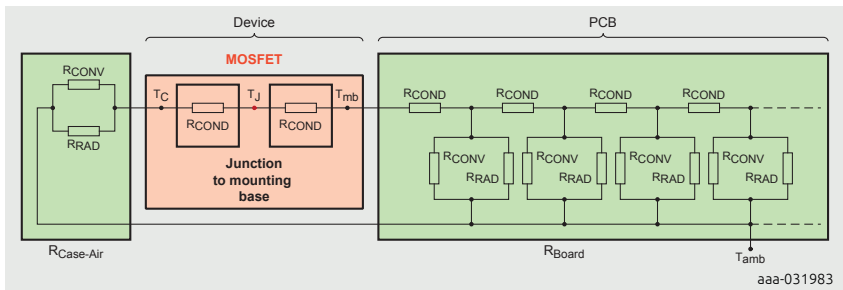 Device
PCB
MOSFET
RCONV
RRAD
TC
RCOND
TJ
RCOND
Tmb
Junction
to mounting
base
RCOND
RCOND
RCOND
RCOND
RCONV
RRAD
RCONV
RRAD
RCONV
RRAD
RCONV
RRAD
RCase-Air
RBoard
Tamb
aaa-031983